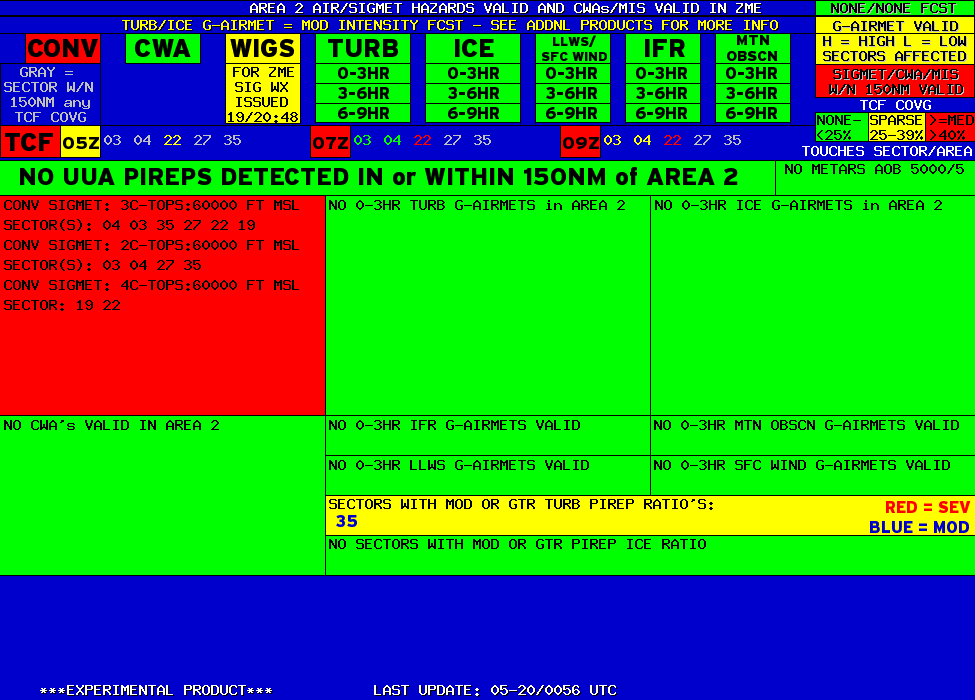 AREA 2 AIR/SIGMET HAZARDS VALID AND CWAs/MIS VALID IN ZME
NONE/NONE FCST
TURB/ICE G-AIRMET = MOD INTENSITY FCST - SEE ADDNL PRODUCTS FOR MORE INFO
G-AIRMET VALID
H = HIGH L = LOW
SECTORS AFFECTED
SIGMET/CWA/MIS
W/N 150NM VALID
TCF COVG
NONE- SPARSE >=MED
<25% 25-39% >40%
TOUCHES SECTOR/AREA
CONV
GRAY =
SECTOR W/N
150NM any
TCF COVG
CWA
WIGS
FOR ZME
SIG WX
ISSUED
19/20:48
TURB
0-3HR
3-6HR
6-9HR
ICE
0-3HR
3-6HR
6-9HR
LLWS/
SFC WIND
0-3HR
3-6HR
6-9HR
IFR
0-3HR
3-6HR
6-9HR
MTN
OBSCN
0-3HR
3-6HR
6-9HR
TCF 05Z 03 04 22 27 35 07Z 03 04 22 27 35 09Z 03 04 22 27 35
NO UUA PIREPS DETECTED IN or WITHIN 150NM of AREA 2
NO METARS AOB 5000/5
CONV SIGMET: 3C-TOPS:60000 FT MSL
SECTOR(S): 04 03 35 27 22 19
CONV SIGMET: 2C-TOPS:60000 FT MSL
SECTOR(S): 03 04 27 35
CONV SIGMET: 4C-TOPS:60000 FT MSL
SECTOR: 19 22
NO 0-3HR TURB G-AIRMETS in AREA 2
NO 0-3HR ICE G-AIRMETS in AREA 2
NO CWA's VALID IN AREA 2
NO 0-3HR IFR G-AIRMETS VALID
NO 0-3HR MTN OBSCN G-AIRMETS VALID
NO 0-3HR LLWS G-AIRMETS VALID
NO 0-3HR SFC WIND G-AIRMETS VALID
SECTORS WITH MOD OR GTR TURB PIREP RATIO'S:
35
RED = SEV
BLUE = MOD
NO SECTORS WITH MOD OR GTR PIREP ICE RATIO
***EXPERIMENTAL PRODUCT***
LAST UPDATE: 05-20/0056 UTC